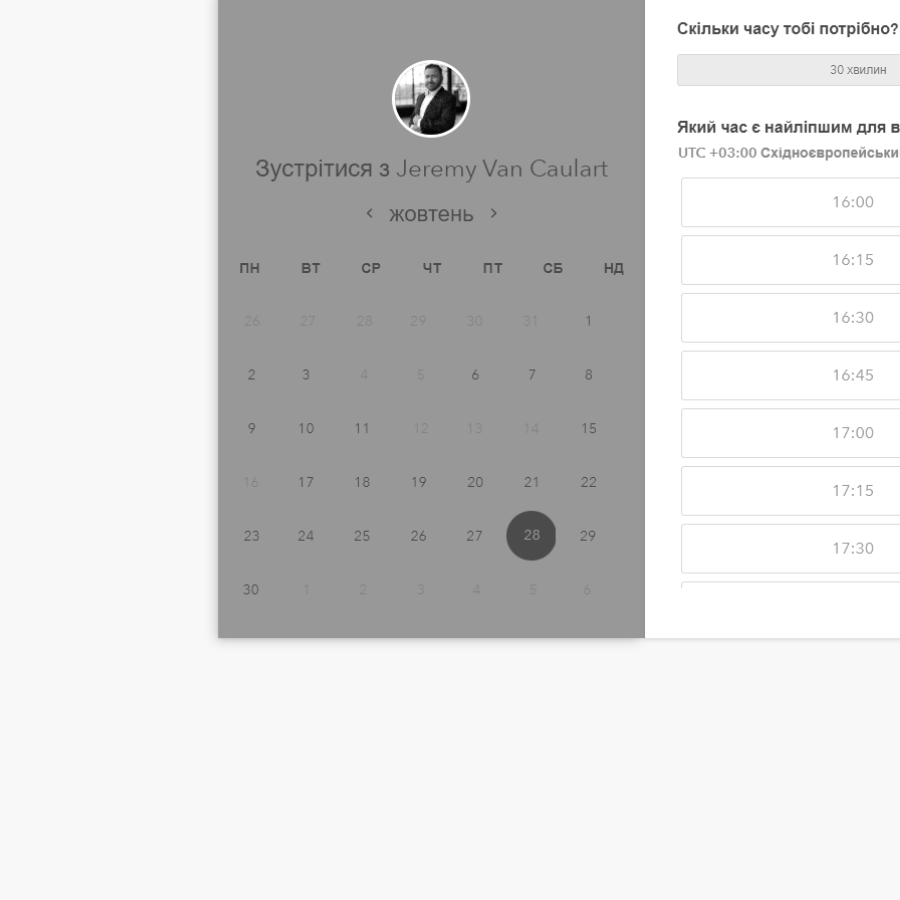 Зустрітися з Jeremy Van Caulart
жовтень
ПН ВТ СР ЧТ ПТ СБ НД
26 27 28 29 30 31 1
2 3 4 5 6 7 8
9 10 11 12 13 14 15
16 17 18 19 20 21 22
23 24 25 26 27 28 29
30 1 2 3 4 5 6
Скільки часу тобі потрібно?
30 хвилин
Який час є найліпшим для в
UTC +03:00 Східноєвропейськи
16:00
16:15
16:30
16:45
17:00
17:15
17:30